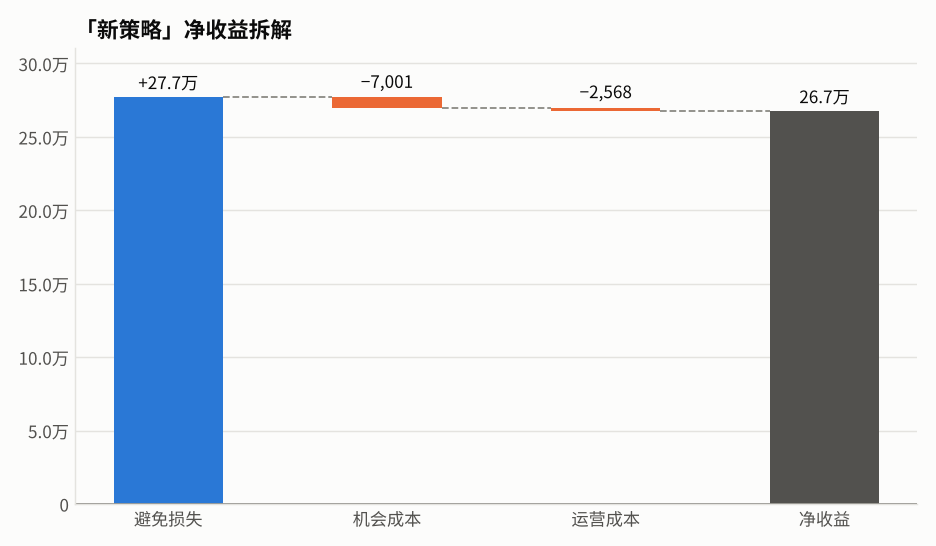 「新策略」净收益拆解
30.0万
25.0万
20.0万
15.0万
10.0万
5.0万
0
+27.7万
−7,001
−2,568
26.7万
避免损失
机会成本
运营成本
净收益